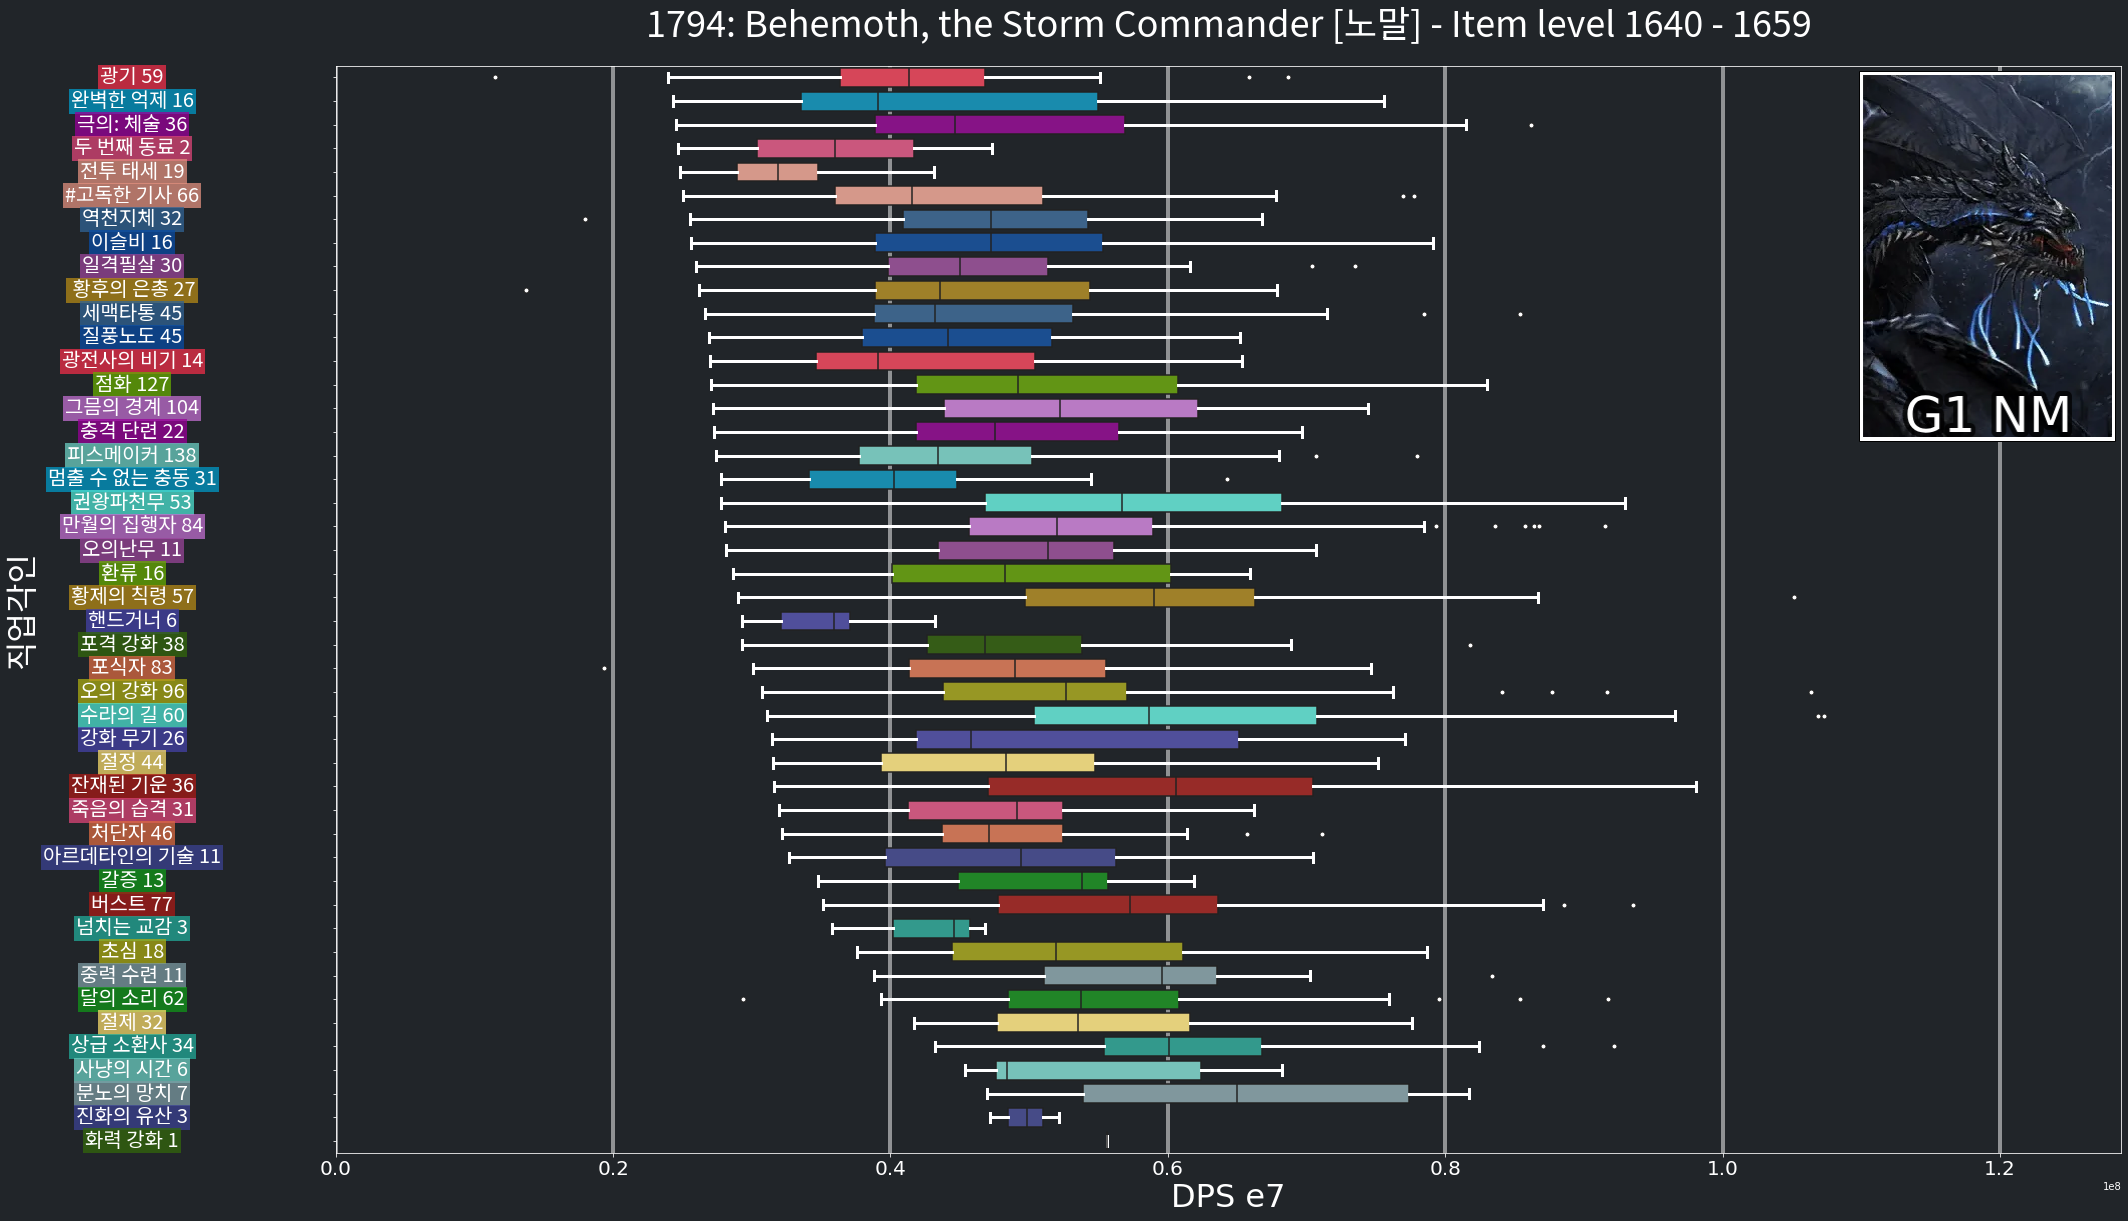 1794: Behemoth, the Storm Commander [노말] - Item level 1640 - 1659
직업각인
광기 59
완벽한 억제 16
극의: 체술 36
두 번째 동료 2
전투 태세 19
#고독한 기사 66
역천지체 32
이슬비 16
일격필살 30
황후의 은총 27
세맥타통 45
질풍노도 45
광전사의 비기 14
점화 127
그믐의 경계 104
충격 단련 22
피스메이커 138
멈출 수 없는 충동 31
권왕파천무 53
만월의 집행자 84
오의난무 11
환류 16
황제의 칙령 57
핸드거너 6
포격 강화 38
포식자 83
오의 강화 96
수라의 길 60
강화 무기 26
절정 44
잔재된 기운 36
죽음의 습격 31
처단자 46
아르데타인의 기술 11
갈증 13
버스트 77
넘치는 교감 3
초심 18
중력 수련 11
달의 소리 62
절제 32
상급 소환사 34
사냥의 시간 6
분노의 망치 7
진화의 유산 3
화력 강화 1
G1 NM
0.0 0.2 0.4 0.6 0.8 1.0 1.2
1e8
DPS e7